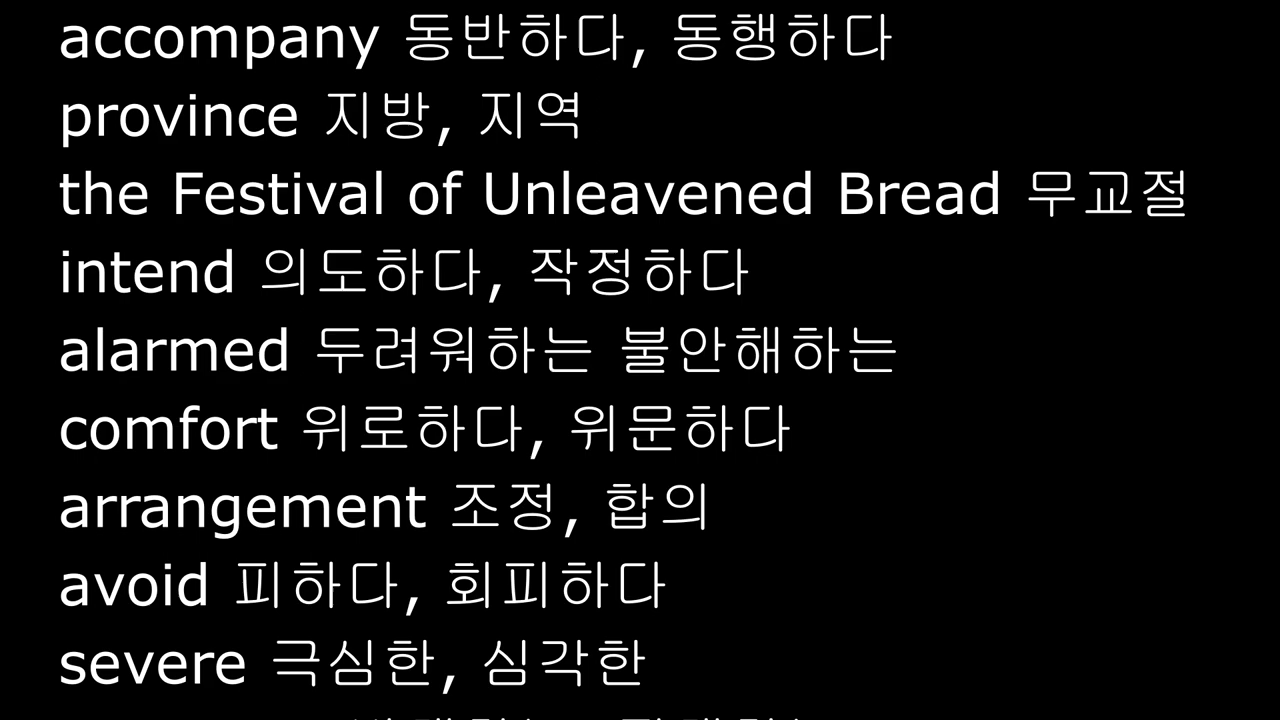 accompany 동반하다, 동행하다
province 지방, 지역
the Festival of Unleavened Bread 무교절
intend 의도하다, 작정하다
alarmed 두려워하는 불안해하는
comfort 위로하다, 위문하다
arrangement 조정, 합의
avoid 피하다, 회피하다
severe 극심한, 심각한